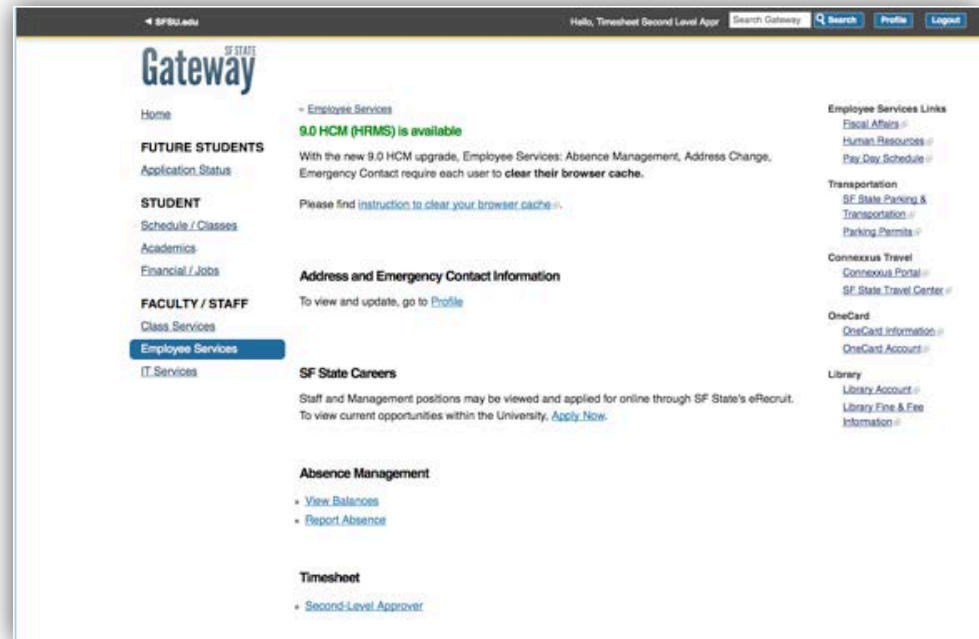 ◄ SFSU.edu
Hello, Timesheet Second Level Appr
Search Gateway
Search
Profile
Logout
SF STATE
Gateway
Home
FUTURE STUDENTS
Application Status
STUDENT
Schedule / Classes
Academics
Financial / Jobs
FACULTY / STAFF
Class Services
Employee Services
IT Services
Employee Services
9.0 HCM (HRMS) is available
With the new 9.0 HCM upgrade, Employee Services: Absence Management, Address Change,
Emergency Contact require each user to clear their browser cache.
Please find instruction to clear your browser cache.
Address and Emergency Contact Information
To view and update, go to Profile
SF State Careers
Staff and Management positions may be viewed and applied for online through SF State's eRecruit.
To view current opportunities within the University, Apply Now.
Absence Management
View Balances
Report Absence
Timesheet
Second-Level Approver
Employee Services Links
Fiscal Affairs
Human Resources
Pay Day Schedule
Transportation
SF State Parking &
Transportation
Parking Permits
Connexxus Travel
Connexxus Portal
SF State Travel Center
OneCard
OneCard Information
OneCard Account
Library
Library Account
Library Fine & Fee
Information